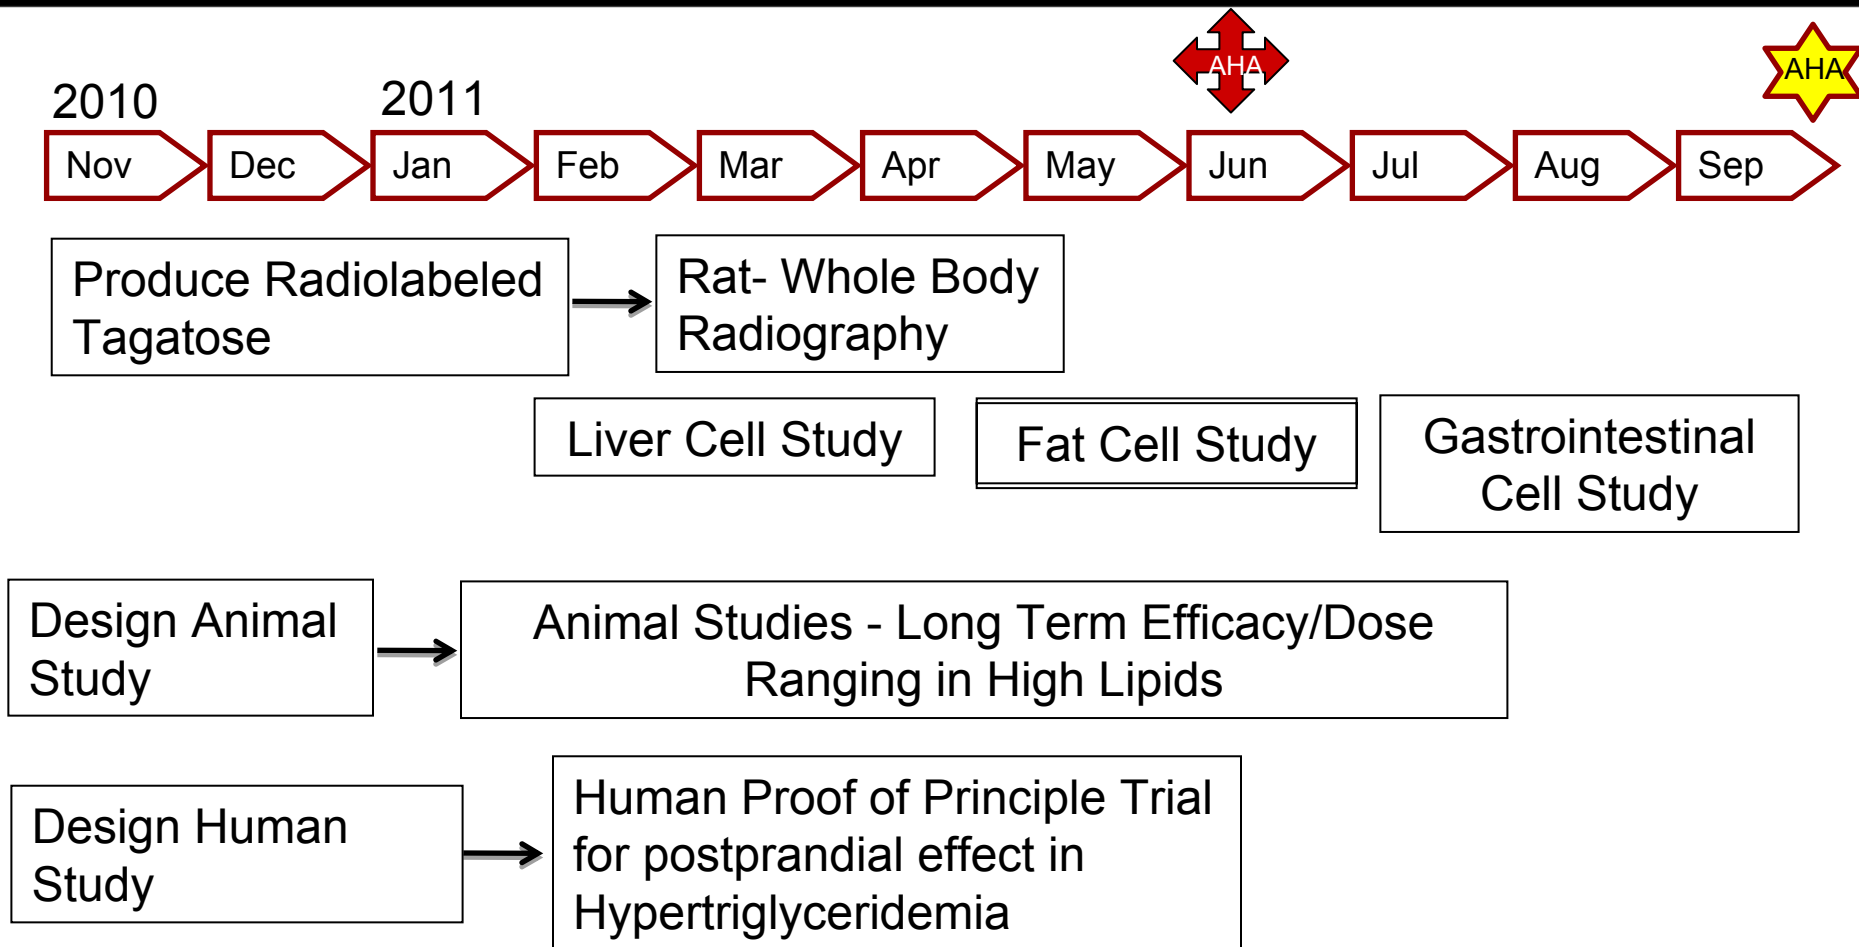 AHA
AHA
2010
2011
Nov
Dec
Jan
Feb
Mar
Apr
May
Jun
Jul
Aug
Sep
Produce Radiolabeled
Tagatose
Rat- Whole Body
Radiography
Liver Cell Study
Fat Cell Study
Gastrointestinal
Cell Study
Design Animal
Study
Animal Studies - Long Term Efficacy/Dose
Ranging in High Lipids
Design Human
Study
Human Proof of Principle Trial
for postprandial effect in
Hypertriglyceridemia